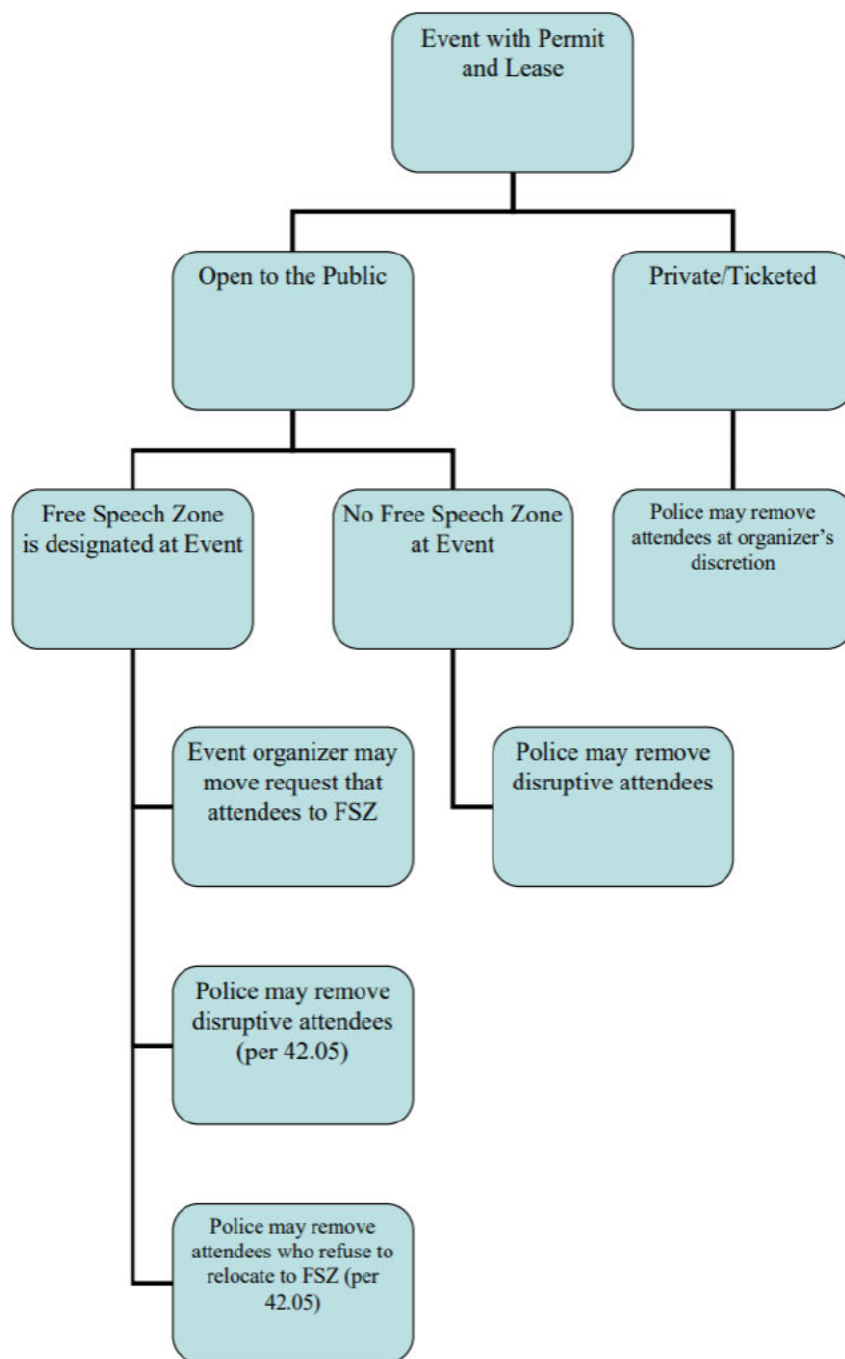 Event with Permit
and Lease
Open to the Public
Private/Ticketed
Free Speech Zone
is designated at Event
No Free Speech Zone
at Event
Police may remove
attendees at organizer’s
discretion
Event organizer may
move request that
attendees to FSZ
Police may remove
disruptive attendees
Police may remove
disruptive attendees
(per 42.05)
Police may remove
attendees who refuse to
relocate to FSZ (per
42.05)